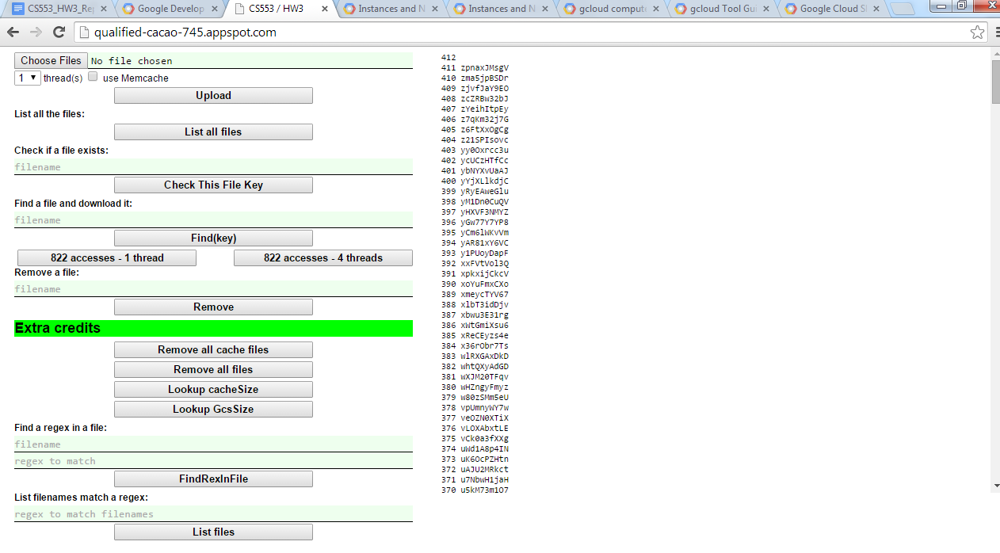 CS553_HW3_Rep
Google Develop
CS553 / HW3
Instances and N
Instances and N
gcloud compute
gcloud Tool Gui
Google Cloud S
qualified-cacao-745.appspot.com
Choose Files No file chosen
1 thread(s) use Memcache
Upload
List all the files:
List all files
Check if a file exists:
filename
Check This File Key
Find a file and download it:
filename
Find(key)
822 accesses - 1 thread
822 accesses - 4 threads
Remove a file:
filename
Remove
Extra credits
Remove all cache files
Remove all files
Lookup cacheSize
Lookup GcsSize
Find a regex in a file:
filename
regex to match
FindRexInFile
List filenames match a regex:
regex to match filenames
List files
412
411 zpnaxJMsgV
410 zma5jpBSDr
409 zjvfJaY9EO
408 zcZRBw32bJ
407 zYeihItpEy
406 z7qKm32j7G
405 z6FtXxOgCg
404 z21SPIsovc
403 yy0Oxrcc3u
402 ycUCzHTfCc
401 ybNYXvUaAJ
400 yYjXLlkdjC
399 yRyEAweGlu
398 yM1Dn0CuQV
397 yHXVF3NMYZ
396 yGw77Y7YP8
395 yCm6lWKvVm
394 yAR81xY6VC
393 y1PUoyDapF
392 xxFVtVol3Q
391 xpkxijCkcV
390 xoYuFmxCXo
389 xmeycTYV67
388 xlbT3idDjv
387 xbwu3E31rg
386 xWtGmiXsu6
385 xReCEyzs4e
384 x36rObr7Ts
383 wlRXGAxDkD
382 whtQXyAdGD
381 wXJM20TFqv
380 wHZngyFmyz
379 w80zSMm5eU
378 vpUmnyWY7w
377 veOZN0XTiX
376 vLOXAbxtLE
375 vCk0a3fXXg
374 uWd1A8p4IN
373 uK6OcPZHtn
372 uAJU2MRkct
371 u7NbwH1jaH
370 u5kM73m1O7